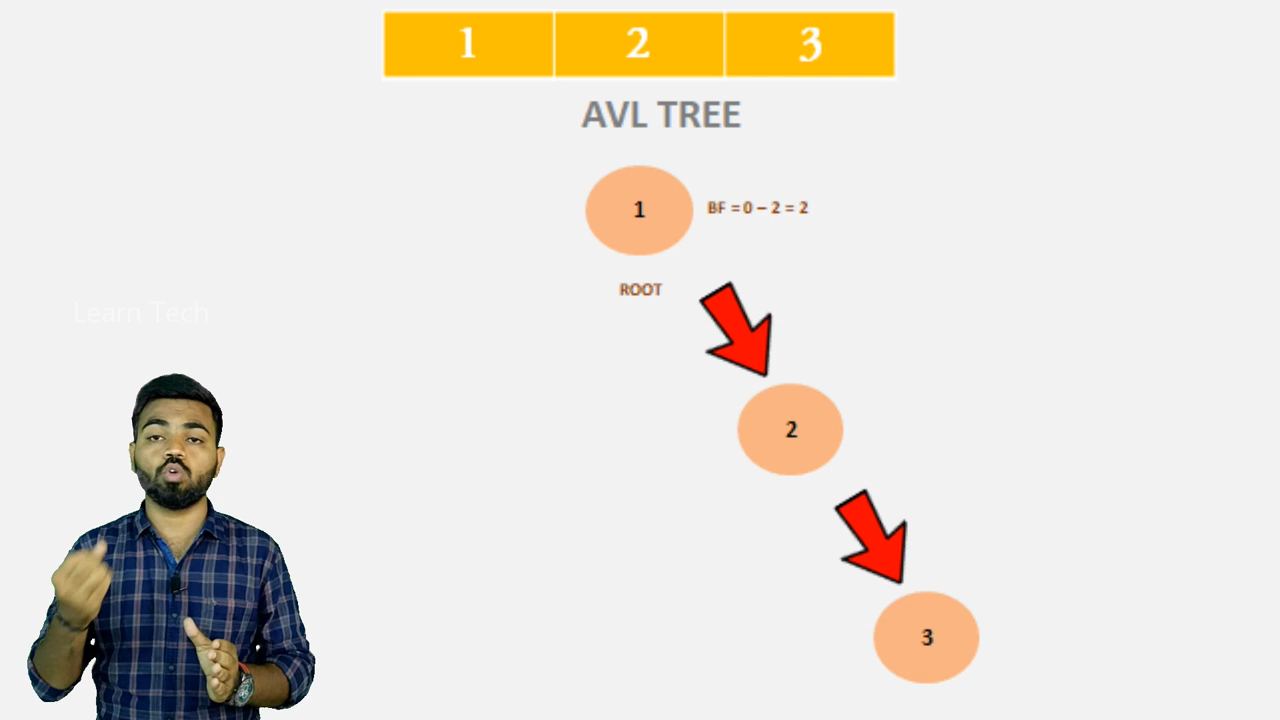 1 2 3
AVL TREE
1 BF = 0 – 2 = 2
ROOT
Learn Tech
2
3